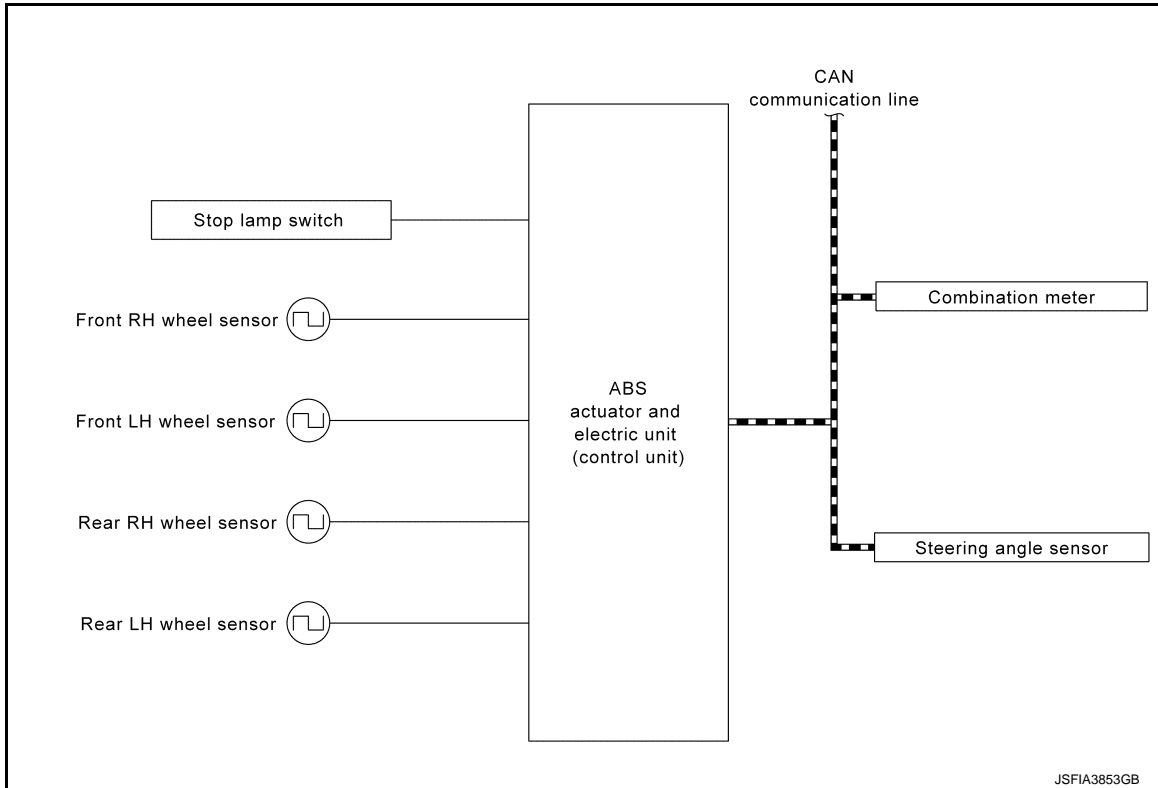 CAN
communication line
Stop lamp switch
Combination meter
Front RH wheel sensor
ABS
actuator and
electric unit
(control unit)
Front LH wheel sensor
Rear RH wheel sensor
Steering angle sensor
Rear LH wheel sensor
JSFIA3853GB